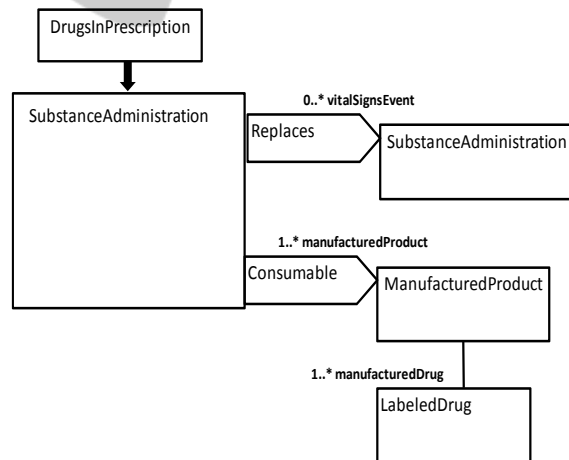 DrugsInPrescription
SubstanceAdministration
0..* vitalSignsEvent
Replaces
SubstanceAdministration
1..* manufacturedProduct
Consumable
ManufacturedProduct
1..* manufacturedDrug
LabeledDrug